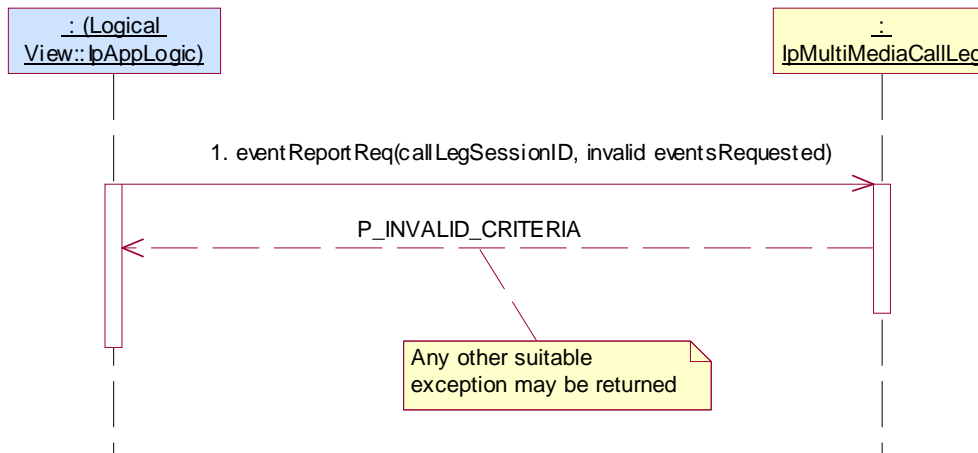 : (Logical
View::IpAppLogic)
:
IpMultiMediaCallLeg
1. eventReportReq(callLegSessionID, invalid eventsRequested)
P_INVALID_CRITERIA
Any other suitable
exception may be returned